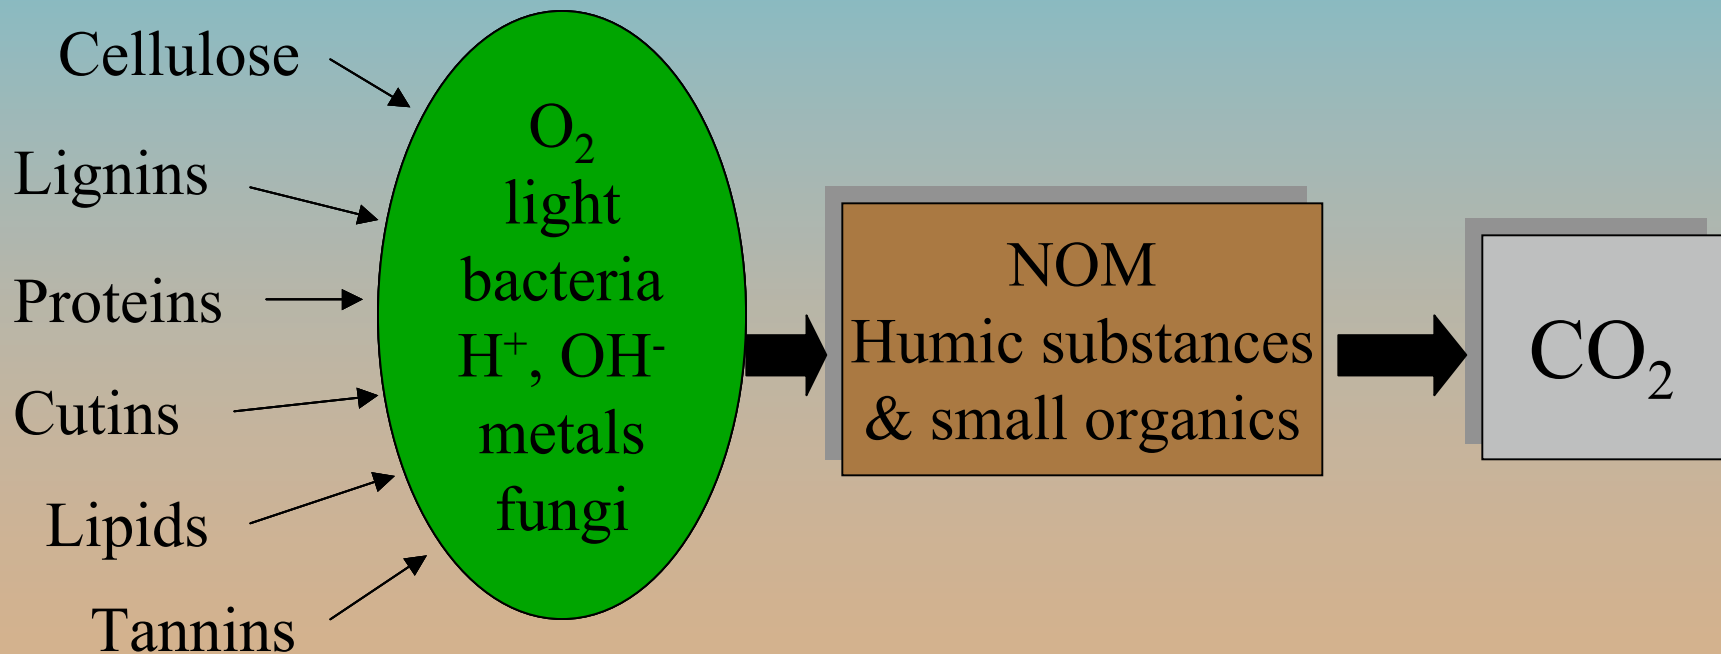 Cellulose
Lignins
Proteins
Cutins
Lipids
Tannins
O₂
light
bacteria
H⁺, OH⁻
metals
fungi
NOM
Humic substances
& small organics
CO₂